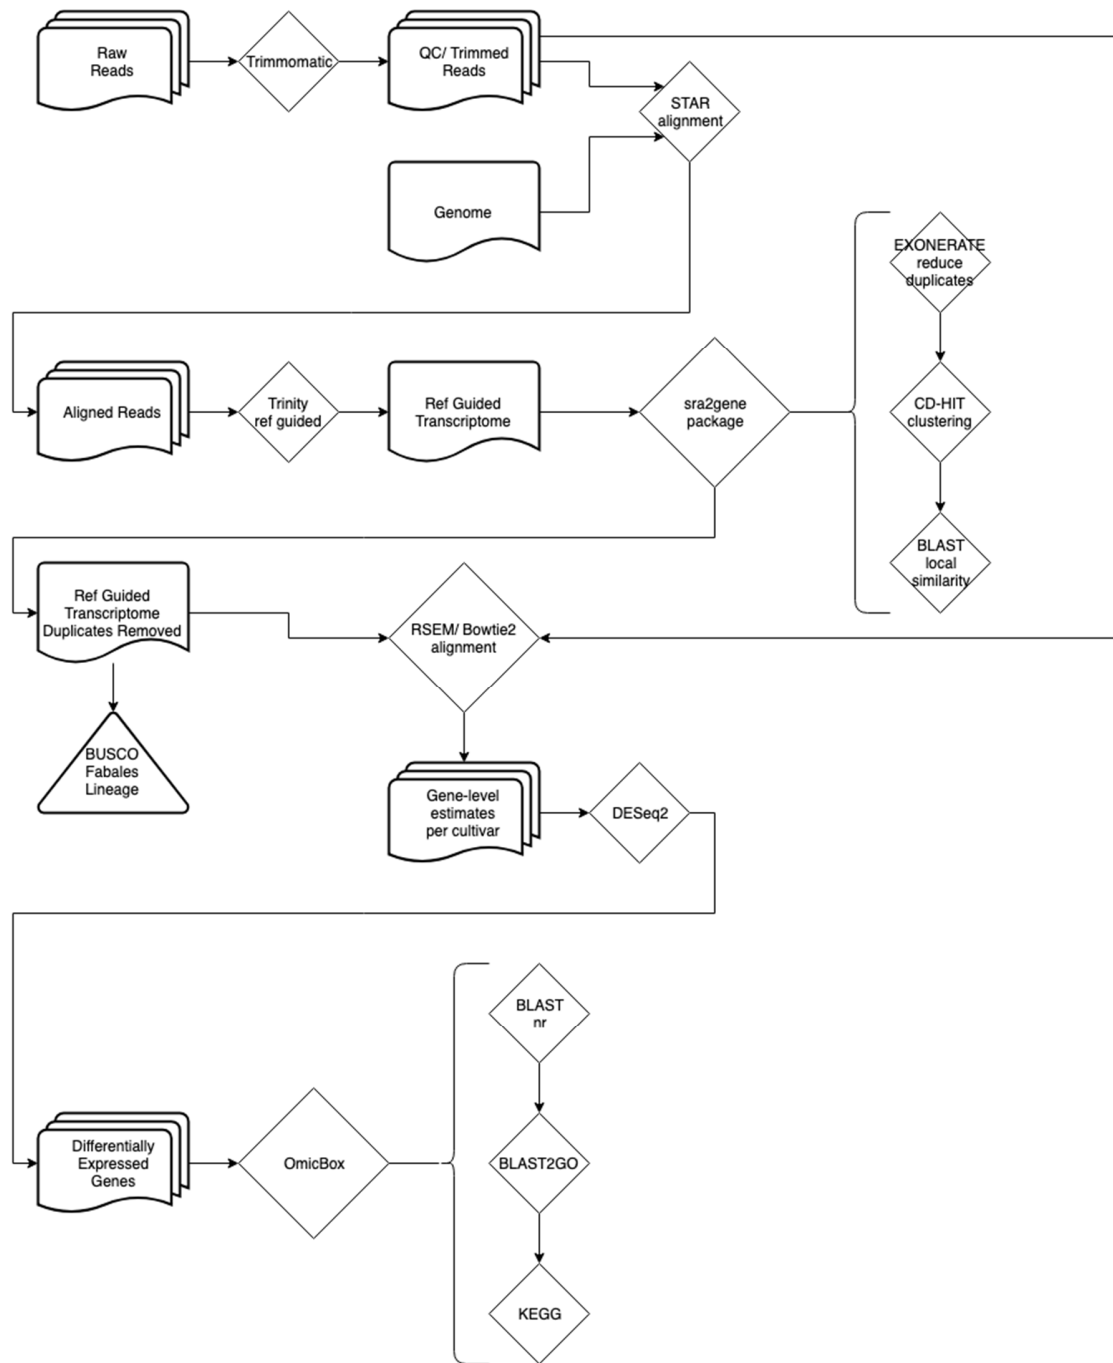 Raw
Reads
Trimmomatic
QC/ Trimmed
Reads
STAR
alignment
Genome
EXONERATE
reduce
duplicates
Aligned Reads
Trinity
ref guided
Ref Guided
Transcriptome
sra2gene
package
CD-HIT
clustering
BLAST
local
similarity
Ref Guided
Transcriptome
Duplicates Removed
RSEM/ Bowtie2
alignment
BUSCO
Fabales
Lineage
Gene-level
estimates
per cultivar
DESeq2
BLAST
nr
Differentially
Expressed
Genes
OmicBox
BLAST2GO
KEGG